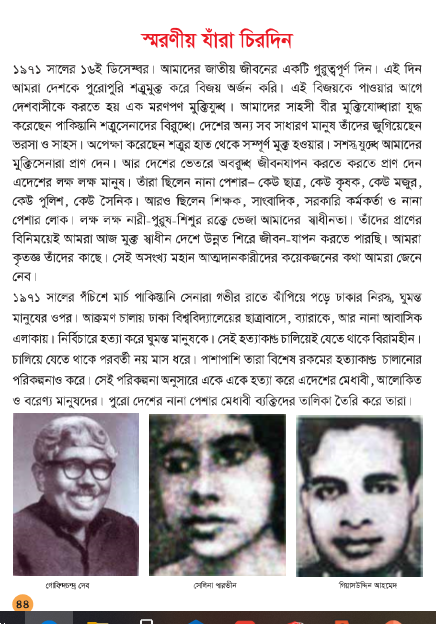 স্মরণীয় যাঁরা চিরদিন
১৯৭১ সালের ১৬ই ডিসেম্বর। আমাদের জাতীয় জীবনের একটি গুরুত্বপূর্ণ দিন। এই দিন
আমরা দেশকে পুরোপুরি শত্রুমুক্ত করে বিজয় অর্জন করি। এই বিজয়কে পাওয়ার আগে
দেশবাসীকে করতে হয় এক মরণপণ মুক্তিযুদ্ধ। আমাদের সাহসী বীর মুক্তিযোদ্ধারা যুদ্ধ
করেছেন পাকিস্তানি শত্রুসেনাদের বিরুদ্ধে। দেশের অন্য সব সাধারণ মানুষ তাঁদের জুগিয়েছেন
ভরসা ও সাহস। অপেক্ষা করেছেন শত্রুর হাত থেকে সম্পূর্ণ মুক্ত হওয়ার। সশস্ত্র যুদ্ধে আমাদের
মুক্তিসেনারা প্রাণ দেন। আর দেশের ভেতরে অবরুদ্ধ জীবনযাপন করতে করতে প্রাণ দেন
এদেশের লক্ষ লক্ষ মানুষ। তাঁরা ছিলেন নানা পেশার– কেউ ছাত্র, কেউ কৃষক, কেউ মজুর,
কেউ পুলিশ, কেউ সৈনিক। আরও ছিলেন শিক্ষক, সাংবাদিক, সরকারি কর্মকর্তা ও নানা
পেশার লোক। লক্ষ লক্ষ নারী-পুরুষ-শিশুর রক্তে ভেজা আমাদের স্বাধীনতা। তাঁদের প্রাণের
বিনিময়েই আমরা আজ মুক্ত স্বাধীন দেশে উন্নত শিরে জীবন-যাপন করতে পারছি। আমরা
কৃতজ্ঞ তাঁদের কাছে। সেই অসংখ্য মহান আত্মদানকারীদের কয়েকজনের কথা আমরা জেনে
নেব।
১৯৭১ সালের পঁচিশে মার্চ পাকিস্তানি সেনারা গভীর রাতে ঝাঁপিয়ে পড়ে ঢাকার নিরস্ত্র, ঘুমন্ত
মানুষের ওপর। আক্রমণ চালায় ঢাকা বিশ্ববিদ্যালয়ের ছাত্রাবাসে, ব্যারাকে, আর নানা আবাসিক
এলাকায়। নির্বিচারে হত্যা করে ঘুমন্ত মানুষকে। সেই হত্যাকাণ্ড চালিয়েই যেতে থাকে বিরামহীন।
চালিয়ে যেতে থাকে পরবর্তী নয় মাস ধরে। পাশাপাশি তারা বিশেষ রকমের হত্যাকাণ্ড চালানোর
পরিকল্পনাও করে। সেই পরিকল্পনা অনুসারে একে একে হত্যা করে এদেশের মেধাবী, আলোকিত
ও বরেণ্য মানুষদের। পুরো দেশের নানা পেশার মেধাবী ব্যক্তিদের তালিকা তৈরি করে তারা।
গোবিন্দচন্দ্র দেব
সেলিনা পারভীন
গিয়াসউদ্দিন আহমেদ
৪৪